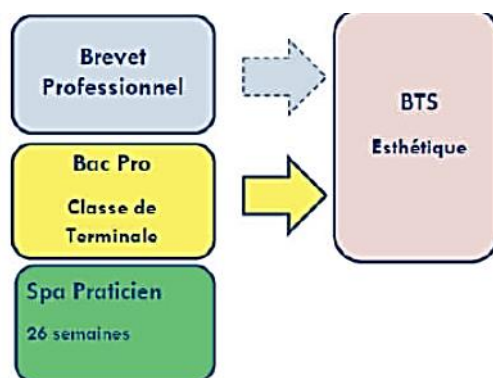 Brevet
Professionnel
Bac Pro
Classe de
Terminale
Spa Praticien
26 semaines
BTS
Esthétique